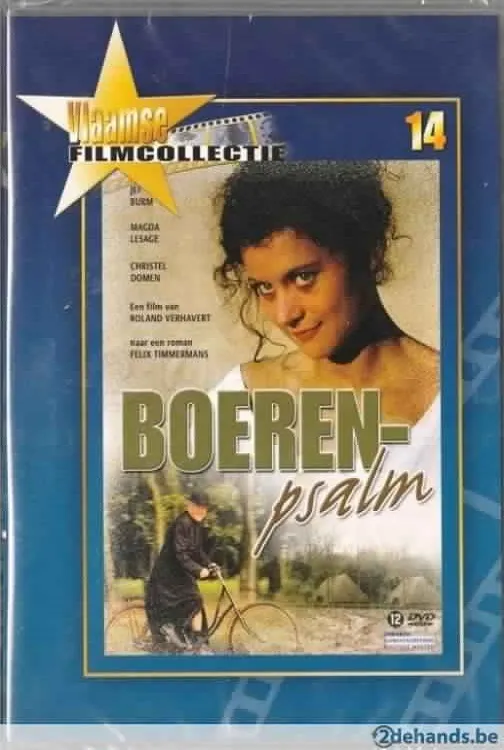 Vlaamse
FILMCOLLECTIE
14
BURM
MAGDA
LESAGE
CHRISTEL
DOMEN
Een film van
ROLAND VERHAVERT
naar een roman
FELIX TIMMERMANS
BOEREN-
psalm
12 DVD
2dehands.be